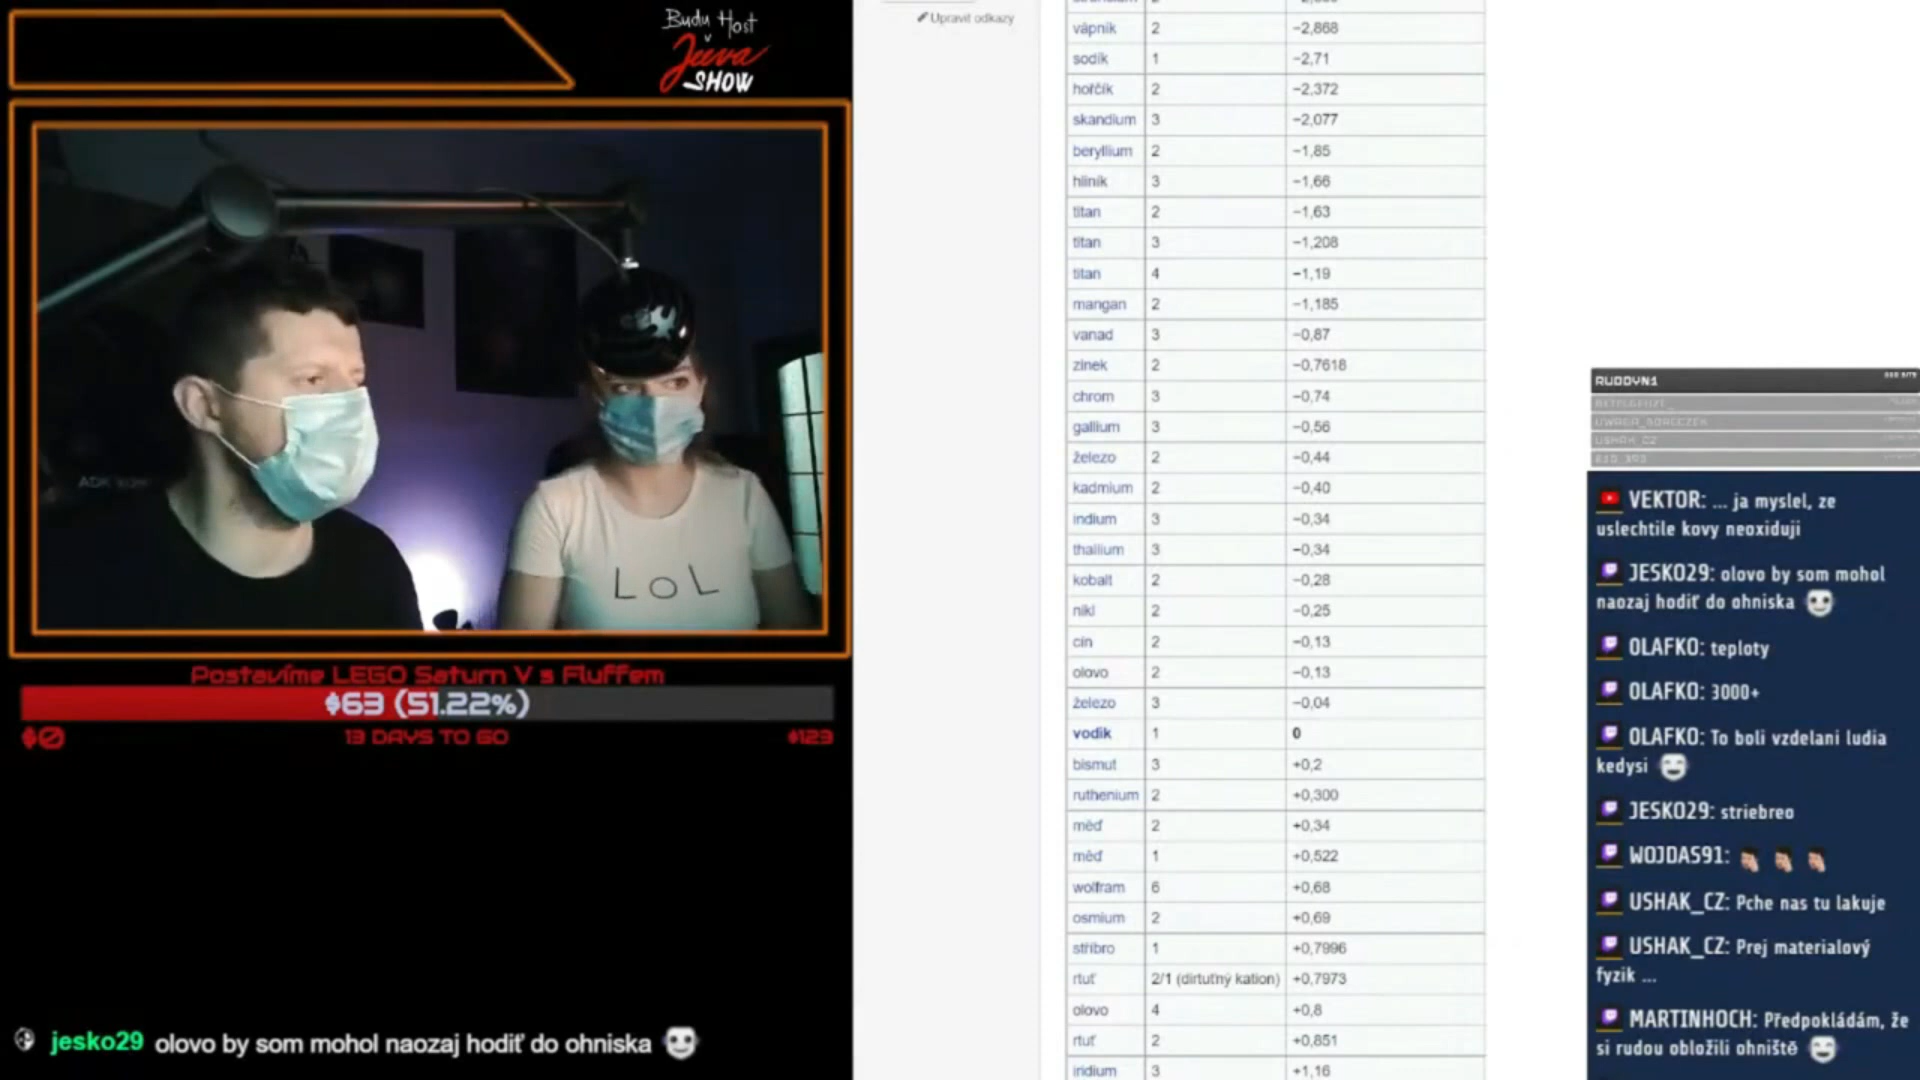 Budu Host
v
Juva
SHOW
LOL
Postavíme LEGO Saturn V s Fluffem
$63 (51.22%)
$0
13 DAYS TO GO
$123
jesko29 olovo by som mohol naozaj hodiť do ohniska
Upravit odkazy
vápník 2 −2,868
sodík 1 −2,71
hořčík 2 −2,372
skandium 3 −2,077
beryllium 2 −1,85
hliník 3 −1,66
titan 2 −1,63
titan 3 −1,208
titan 4 −1,19
mangan 2 −1,185
vanad 3 −0,87
zinek 2 −0,7618
chrom 3 −0,74
gallium 3 −0,56
železo 2 −0,44
kadmium 2 −0,40
indium 3 −0,34
thallium 3 −0,34
kobalt 2 −0,28
nikl 2 −0,25
cín 2 −0,13
olovo 2 −0,13
železo 3 −0,04
vodík 1 0
bismut 3 +0,2
ruthenium 2 +0,300
měď 2 +0,34
měď 1 +0,522
wolfram 6 +0,68
osmium 2 +0,69
stříbro 1 +0,7996
rtuť 2/1 (dirtuťný kation) +0,7973
olovo 4 +0,8
rtuť 2 +0,851
iridium 3 +1,16
RUDDYN1
USHAK_CZ
VEKTOR: ... ja myslel, ze
uslechtile kovy neoxiduji
JESKO29: olovo by som mohol
naozaj hodiť do ohniska
OLAFKO: teploty
OLAFKO: 3000+
OLAFKO: To boli vzdelani ludia
kedysi
JESKO29: striebreo
WOJDAS91:
USHAK_CZ: Pche nas tu lakuje
USHAK_CZ: Prej materialový
fyzik ...
MARTINHOCH: Předpokládám, že
si rudou obložili ohniště